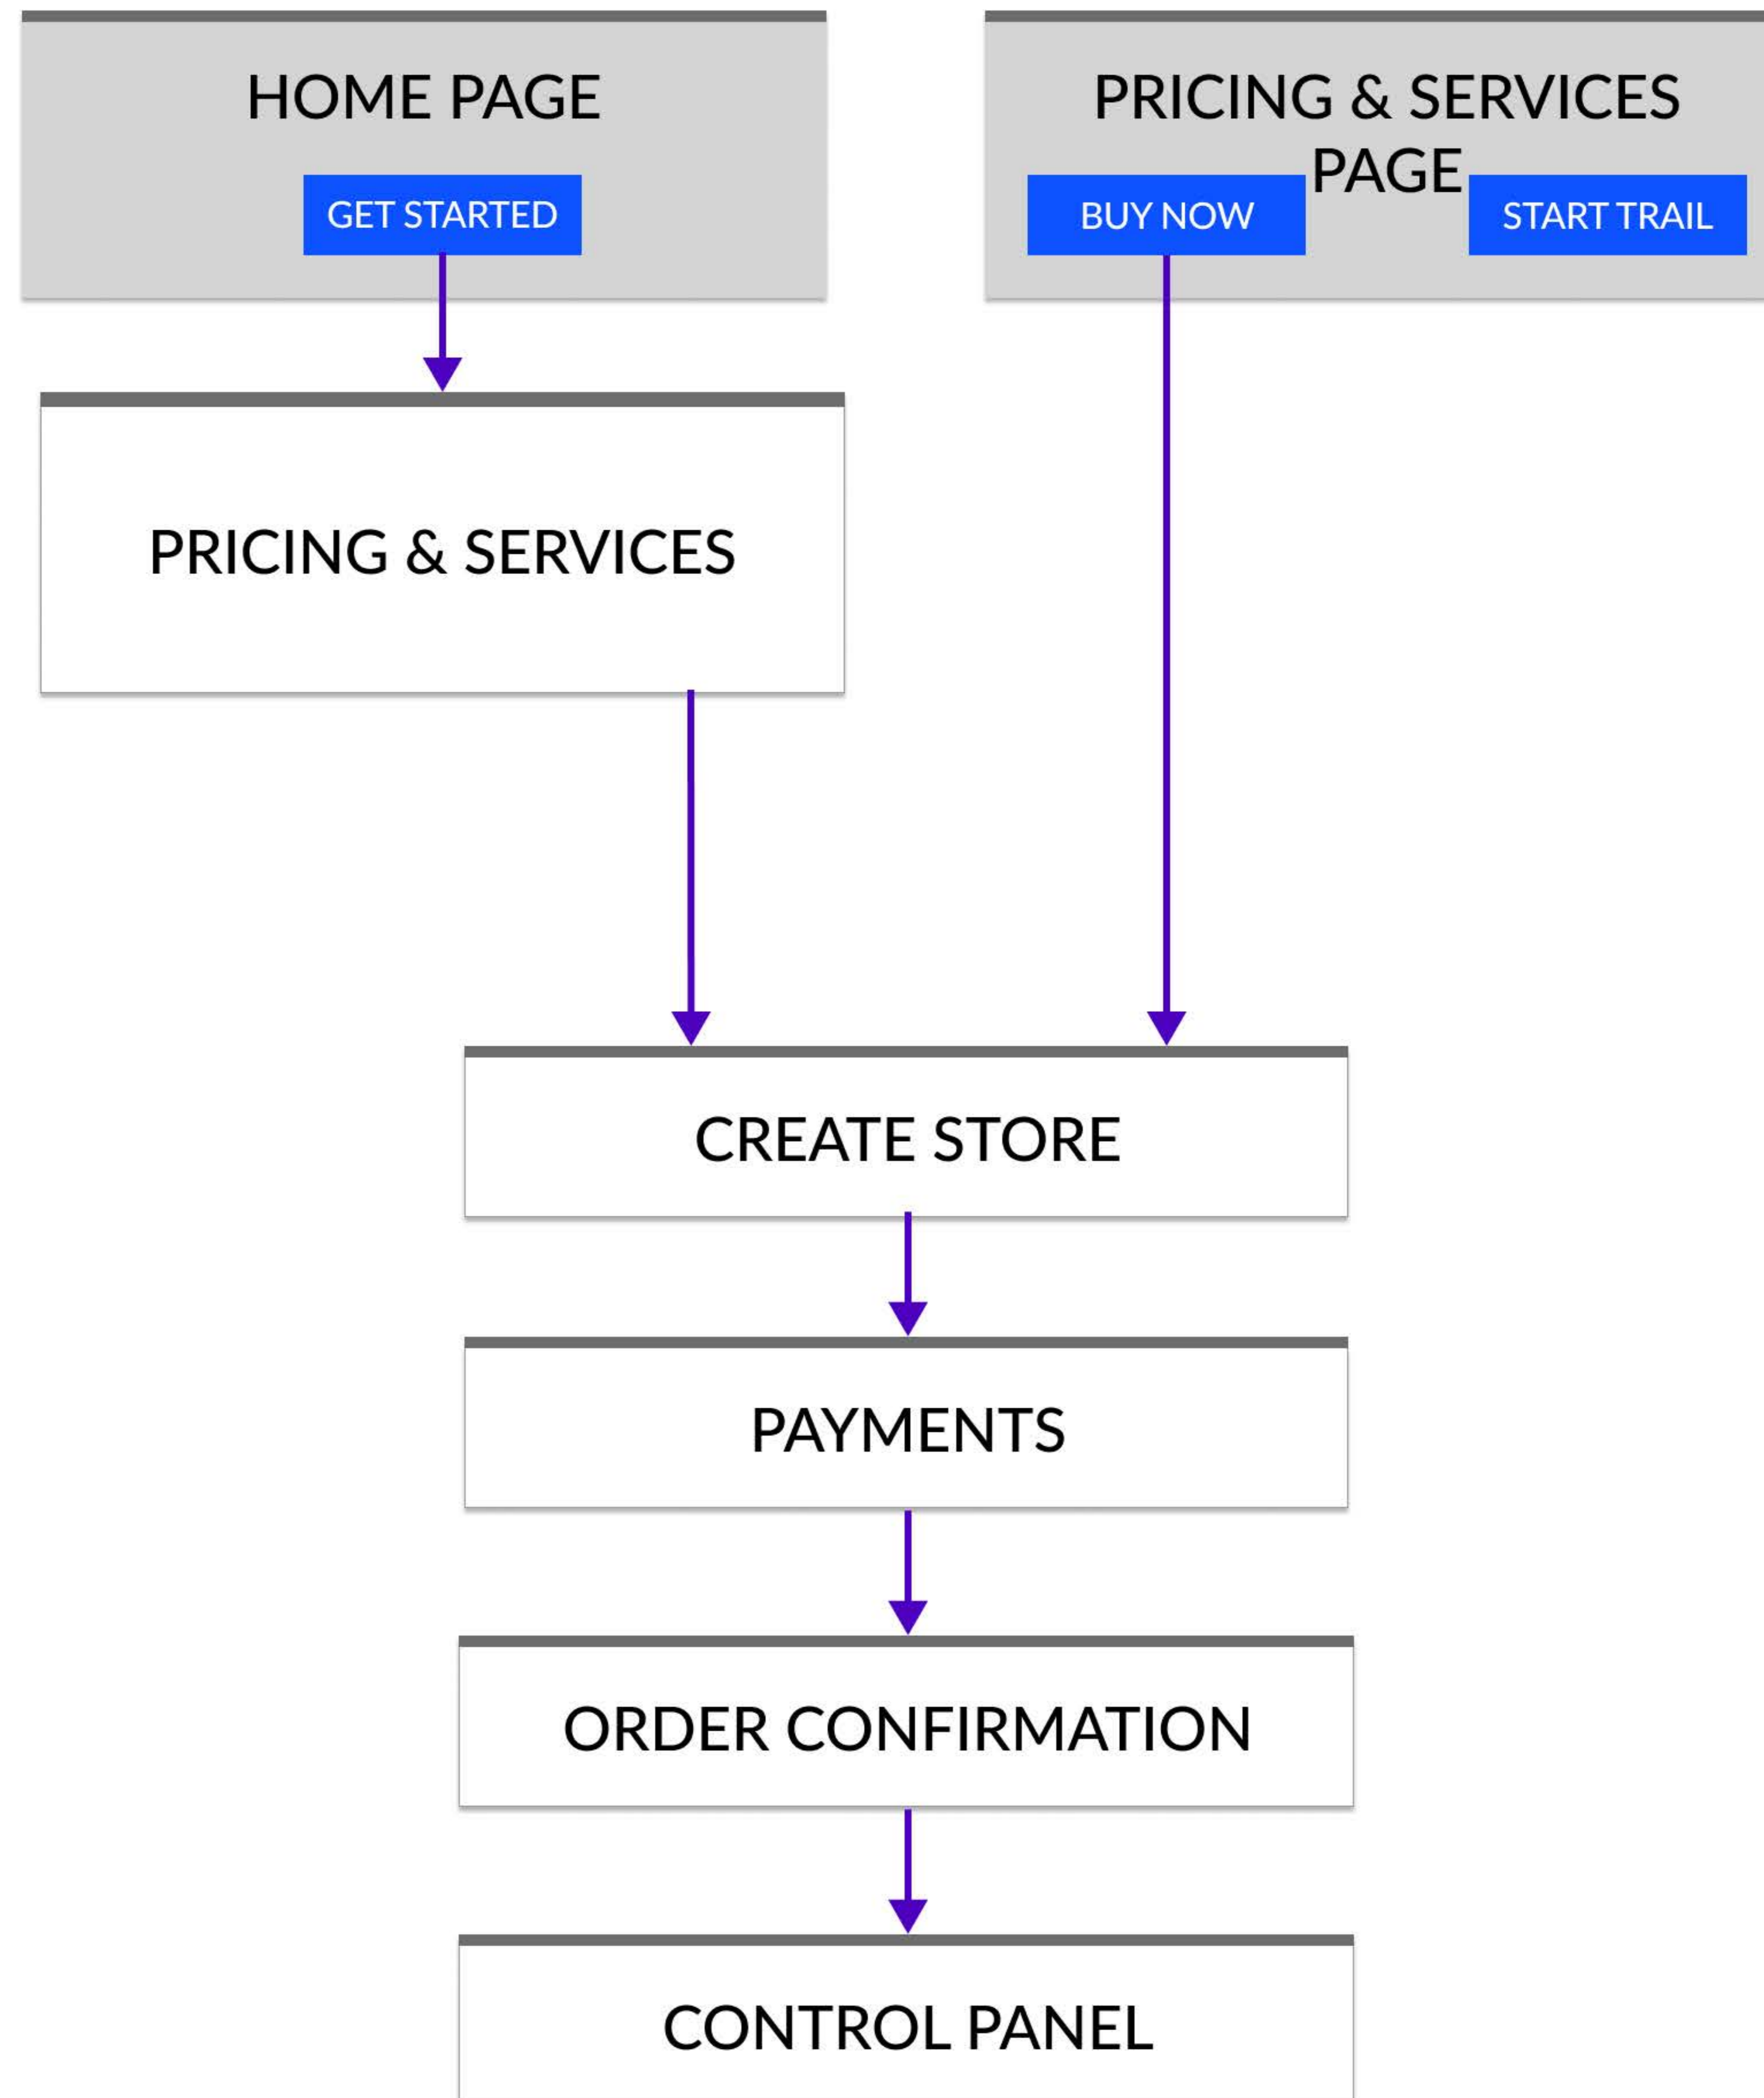 HOME PAGE
GET STARTED
PRICING & SERVICES
PAGE
BUY NOW
START TRAIL
PRICING & SERVICES
CREATE STORE
PAYMENTS
ORDER CONFIRMATION
CONTROL PANEL